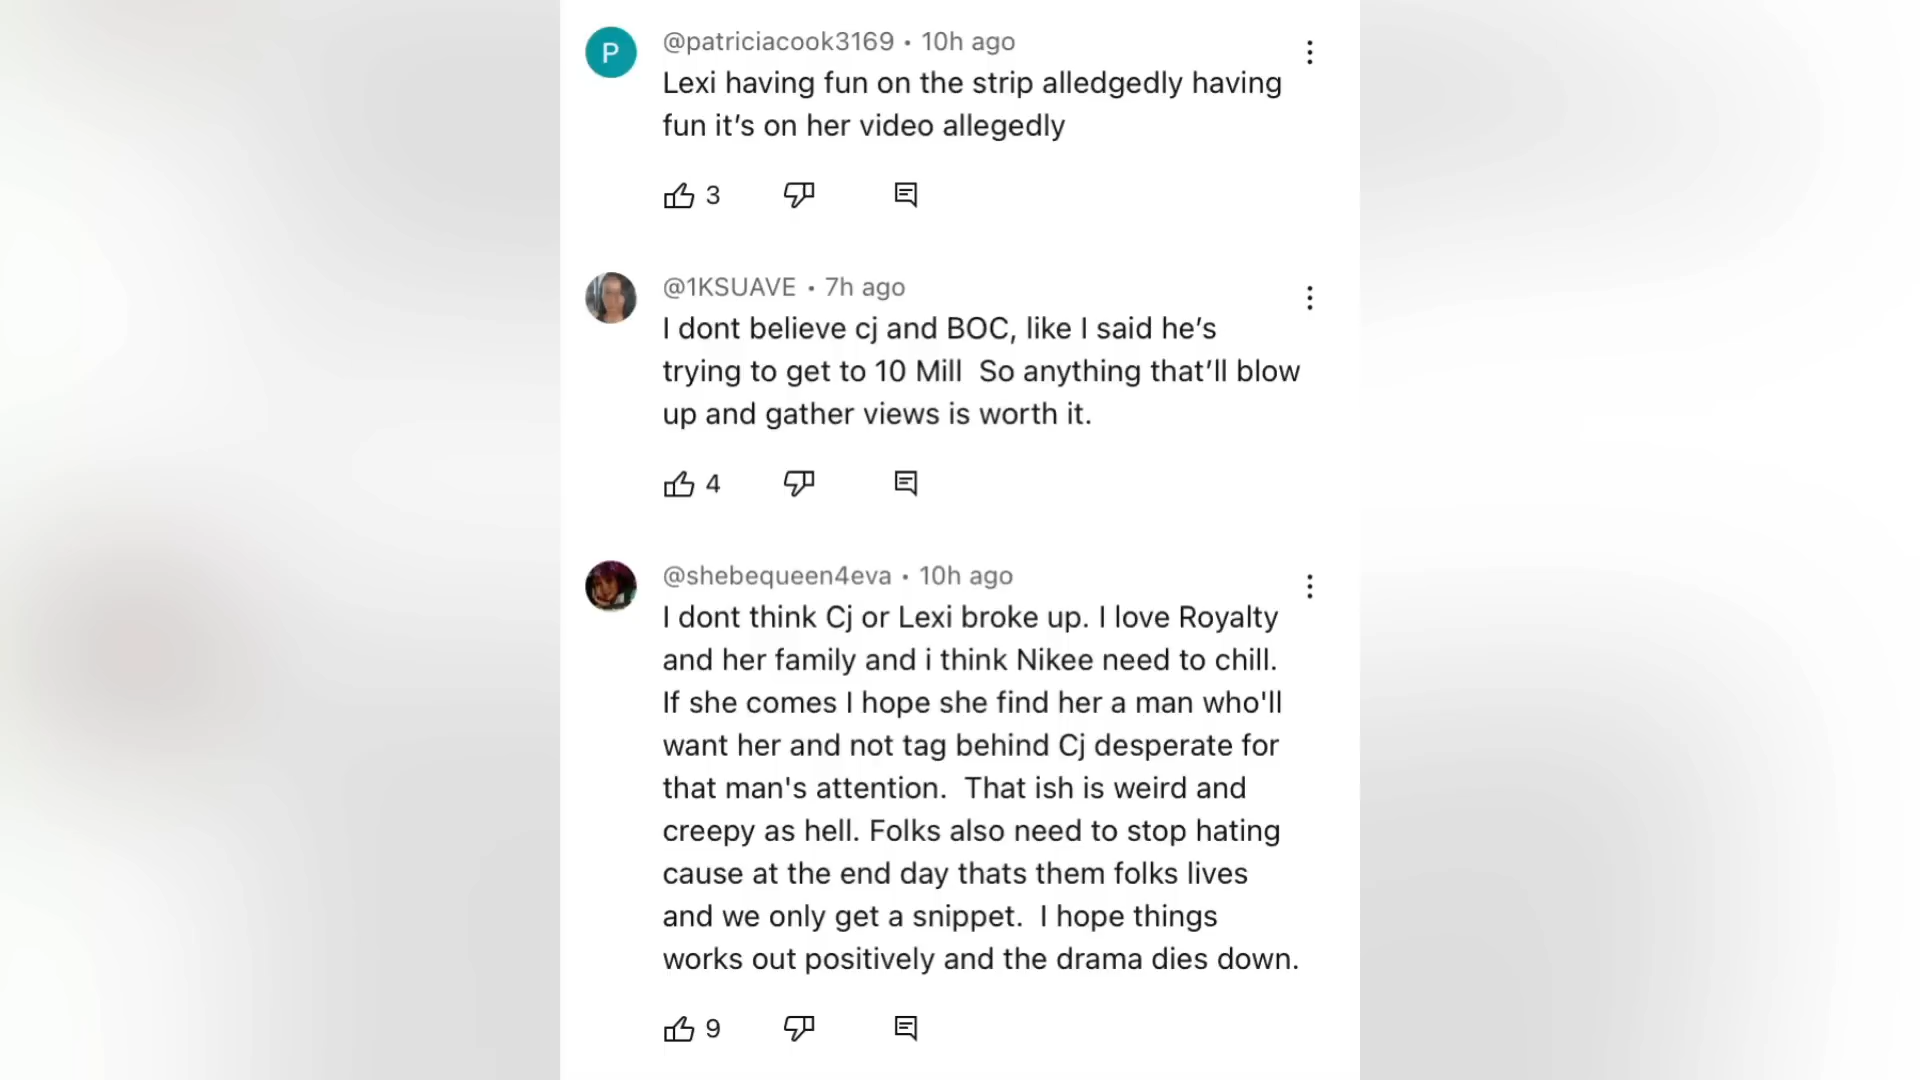 P
@patriciacook3169 • 10h ago
Lexi having fun on the strip alledgedly having
fun it’s on her video allegedly
3
@1KSUAVE • 7h ago
I dont believe cj and BOC, like I said he’s
trying to get to 10 Mill  So anything that’ll blow
up and gather views is worth it.
4
@shebequeen4eva • 10h ago
I dont think Cj or Lexi broke up. I love Royalty
and her family and i think Nikee need to chill.
If she comes I hope she find her a man who'll
want her and not tag behind Cj desperate for
that man's attention.  That ish is weird and
creepy as hell. Folks also need to stop hating
cause at the end day thats them folks lives
and we only get a snippet.  I hope things
works out positively and the drama dies down.
9